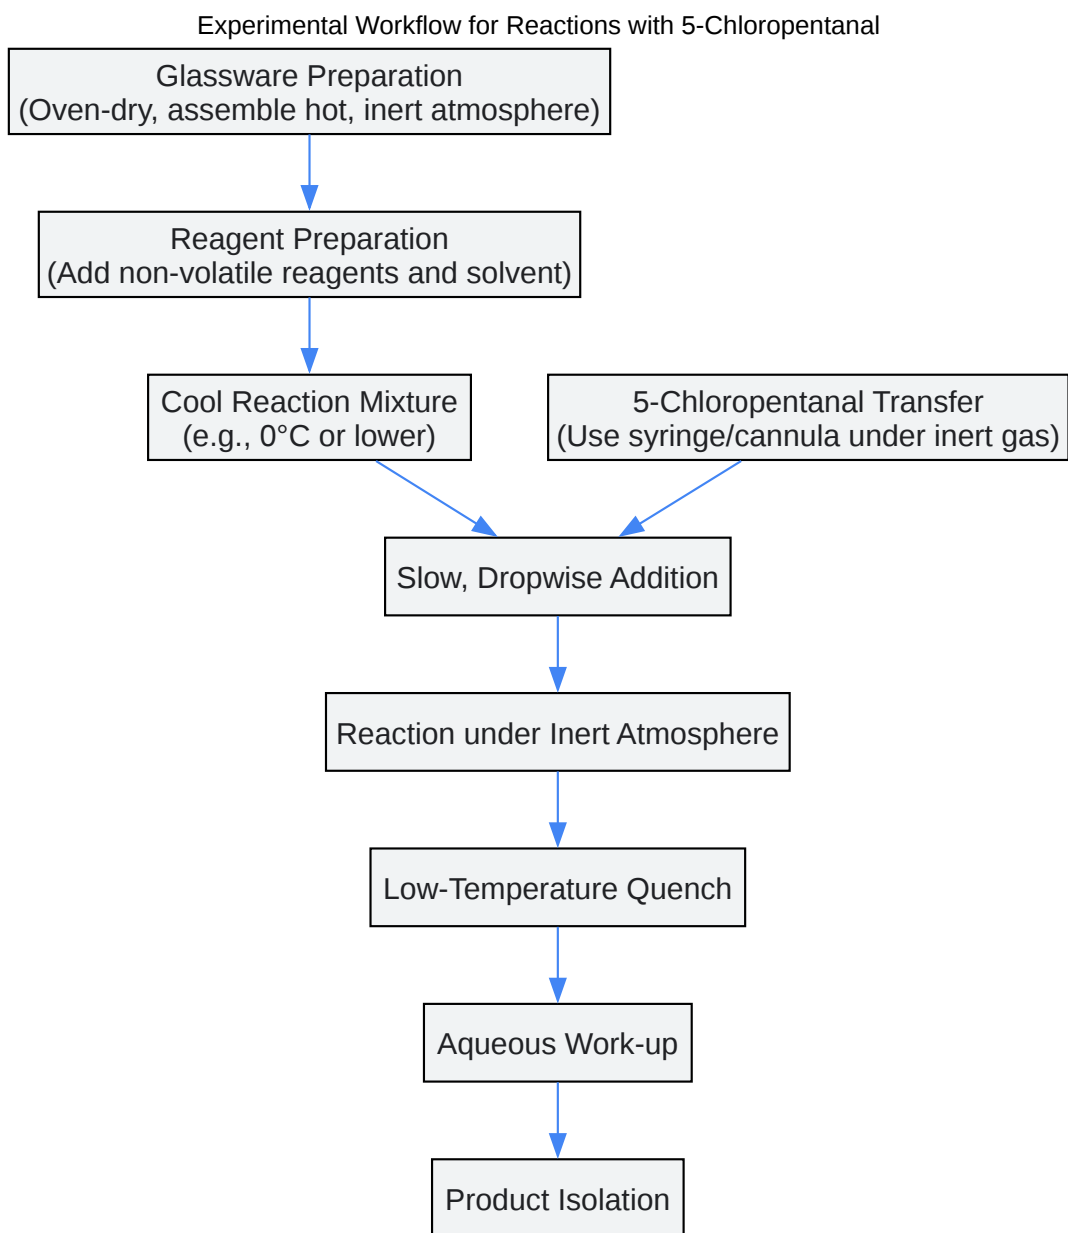 Experimental Workflow for Reactions with 5-Chloropentanal
Glassware Preparation
(Oven-dry, assemble hot, inert atmosphere)
Reagent Preparation
(Add non-volatile reagents and solvent)
Cool Reaction Mixture
(e.g., 0°C or lower)
5-Chloropentanal Transfer
(Use syringe/cannula under inert gas)
Slow, Dropwise Addition
Reaction under Inert Atmosphere
Low-Temperature Quench
Aqueous Work-up
Product Isolation